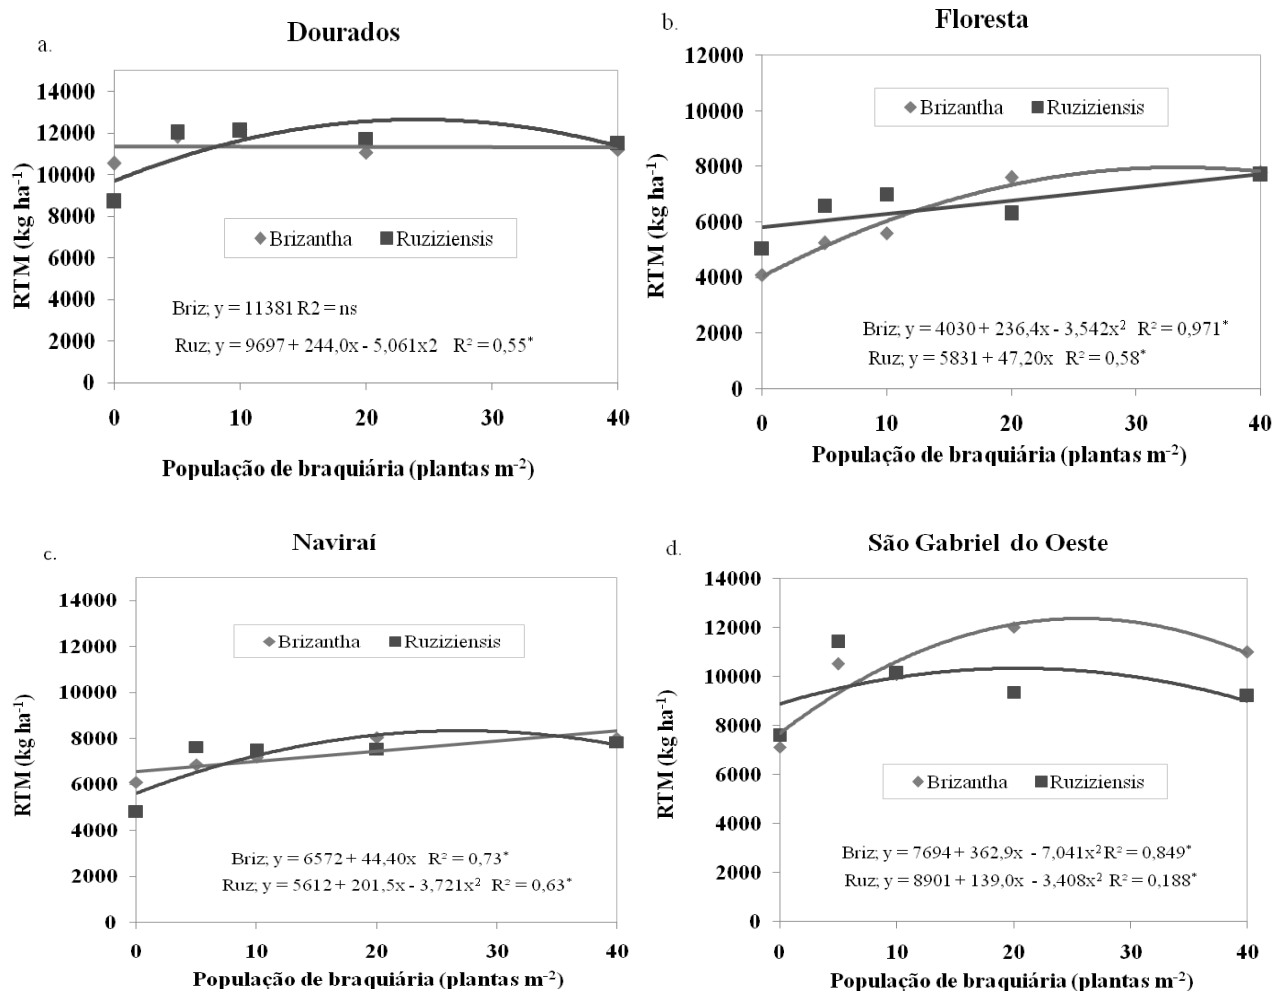 a.
Dourados
14000
12000
10000
8000
6000
4000
2000
0
RTM (kg ha⁻¹)
Brizantha Ruziziensis
Briz; y = 11381 R2 = ns
Ruz; y = 9697 + 244,0x - 5,061x2 R² = 0,55*
0 10 20 30 40
População de braquiária (plantas m⁻²)
b.
Floresta
12000
10000
8000
6000
4000
2000
0
RTM (kg ha⁻¹)
Brizantha Ruziziensis
Briz; y = 4030 + 236,4x - 3,542x² R² = 0,971*
Ruz; y = 5831 + 47,20x R² = 0,58*
0 10 20 30 40
População de braquiária (plantas m⁻²)
c.
Naviraí
14000
12000
10000
8000
6000
4000
2000
0
RTM (kg ha⁻¹)
Brizantha Ruziziensis
Briz; y = 6572 + 44,40x R² = 0,73*
Ruz; y = 5612 + 201,5x - 3,721x² R² = 0,63*
0 10 20 30 40
População de braquiária (plantas m⁻²)
d.
São Gabriel do Oeste
14000
12000
10000
8000
6000
4000
2000
0
RTM (kg ha⁻¹)
Brizantha Ruziziensis
Briz; y = 7694 + 362,9x - 7,041x² R² = 0,849*
Ruz; y = 8901 + 139,0x - 3,408x² R² = 0,188*
0 10 20 30 40
População de braquiária (plantas m⁻²)